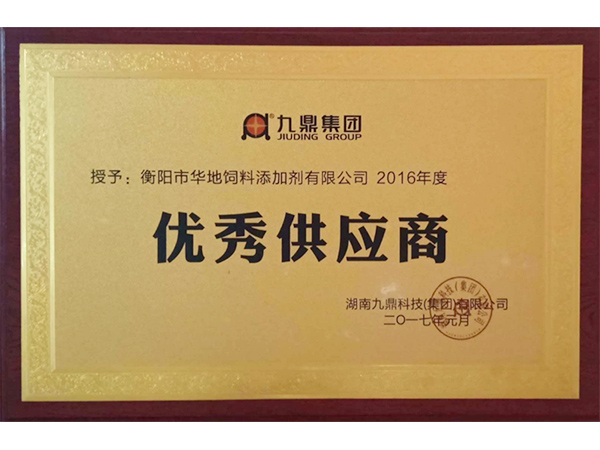 九鼎集团
JIUDING GROUP
授予：衡阳市华地饲料添加剂有限公司 2016年度
优秀供应商
湖南九鼎科技(集团)有限公司
二〇一七年元月